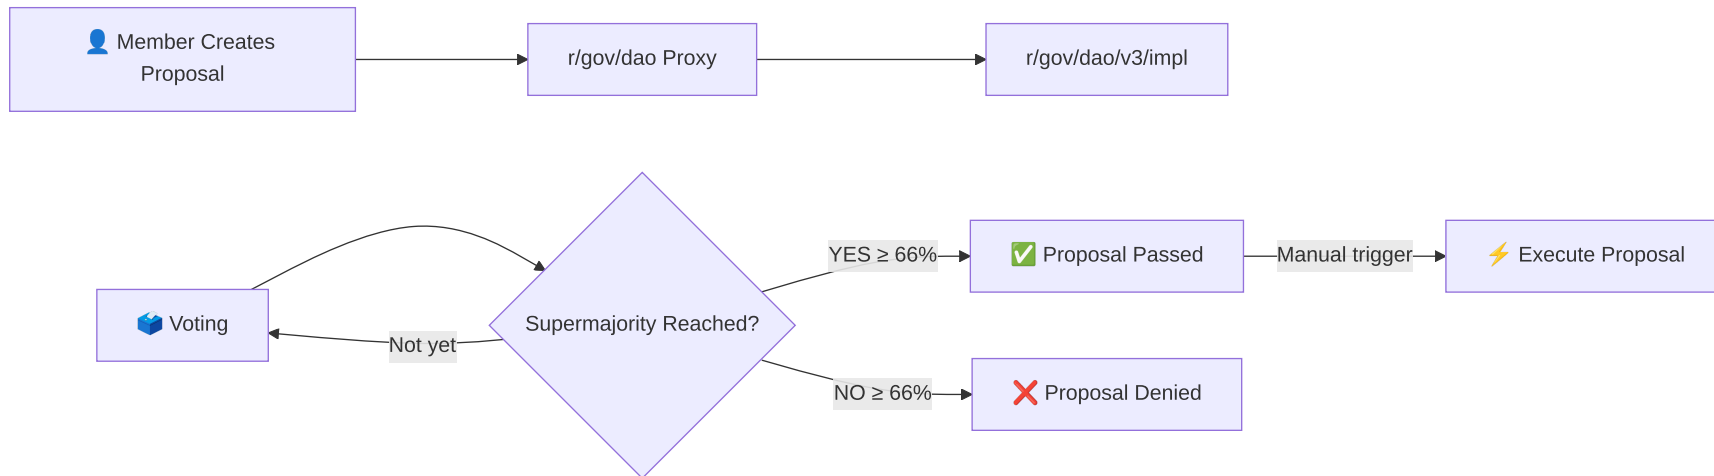 👤 Member Creates
Proposal
r/gov/dao Proxy
r/gov/dao/v3/impl
🗳️ Voting
Not yet
Supermajority Reached?
YES ≥ 66%
✅ Proposal Passed
Manual trigger
⚡ Execute Proposal
NO ≥ 66%
❌ Proposal Denied